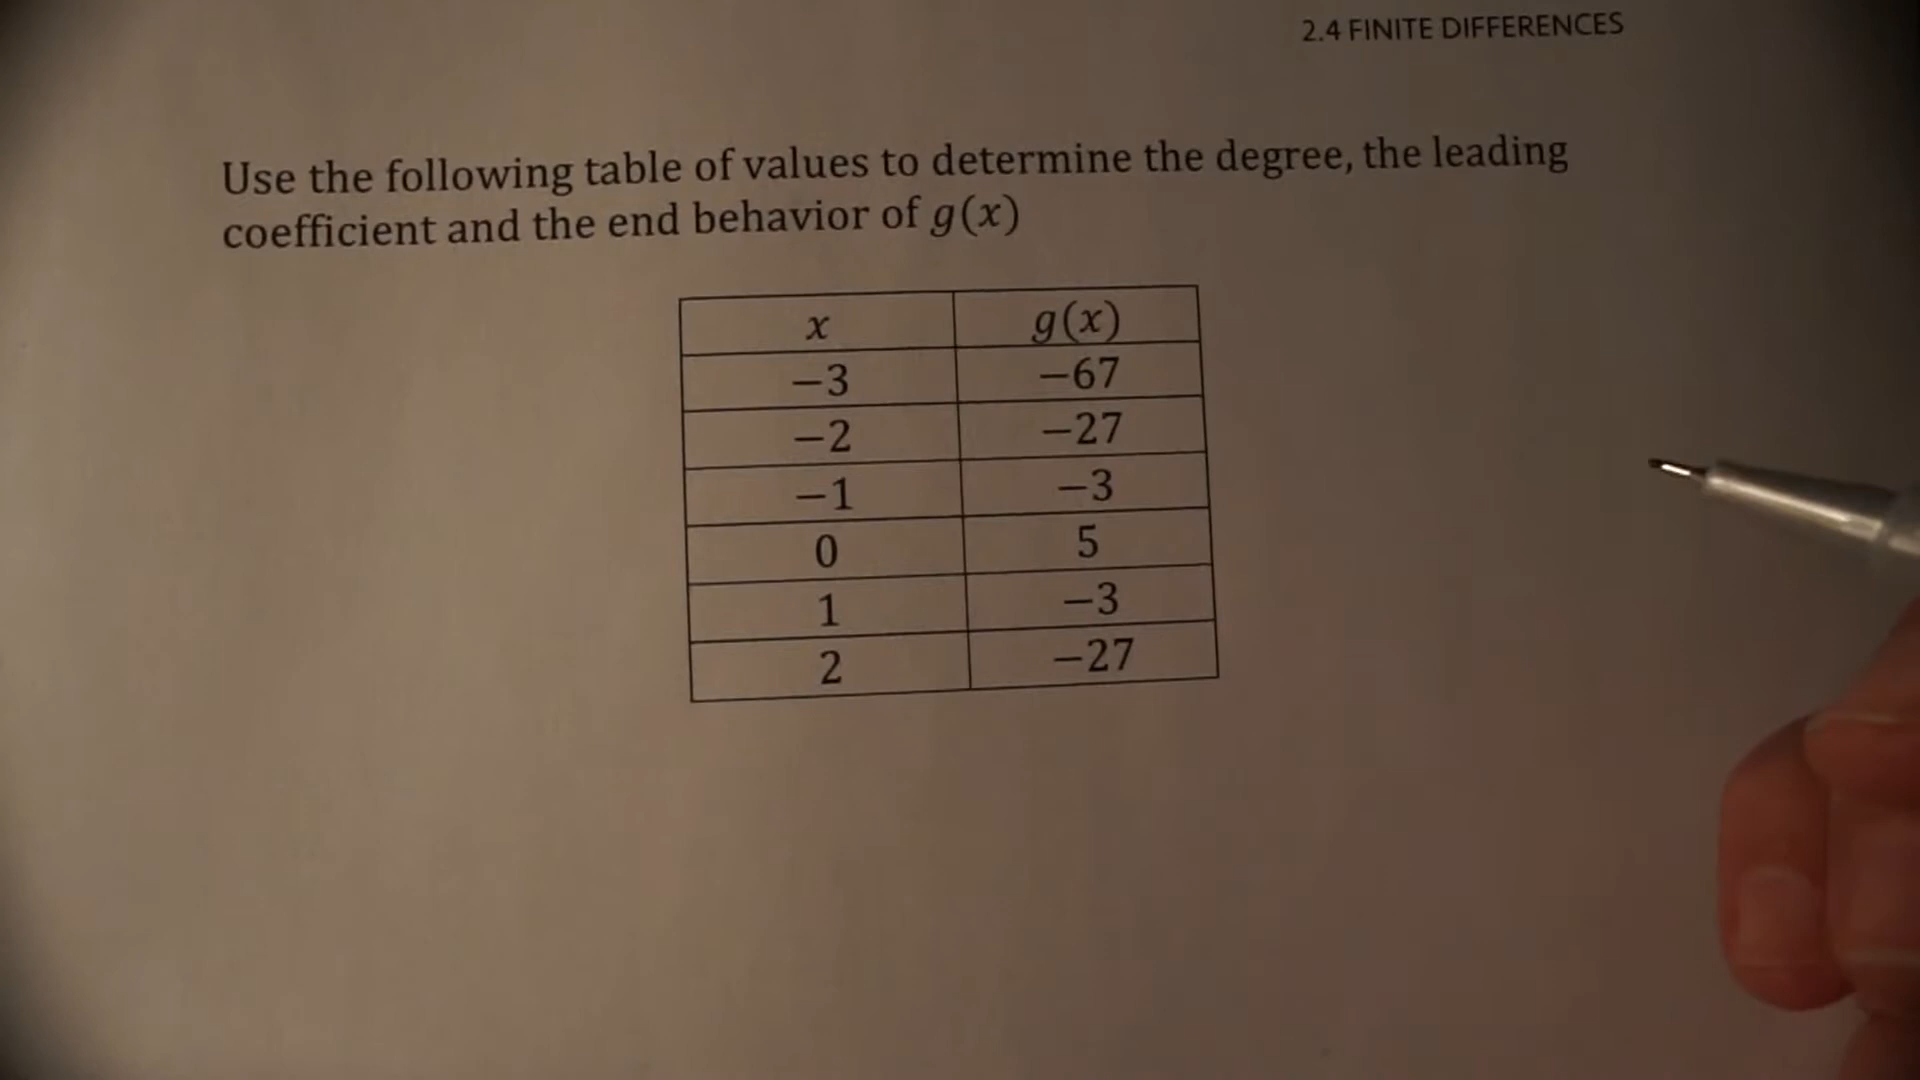 2.4 FINITE DIFFERENCES
Use the following table of values to determine the degree, the leading
coefficient and the end behavior of g(x)
x g(x)
−3 −67
−2 −27
−1 −3
0 5
1 −3
2 −27